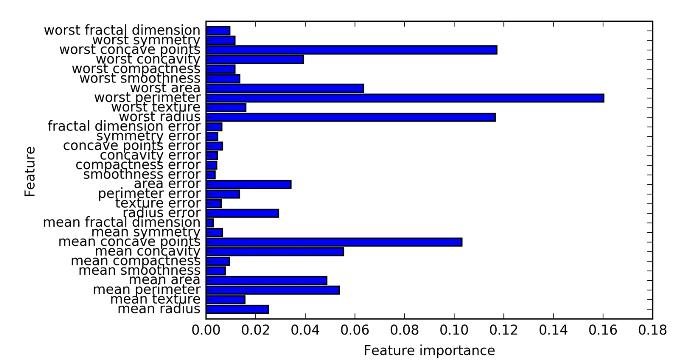 worst fractal dimension
worst symmetry
worst concave points
worst concavity
worst compactness
worst smoothness
worst area
worst perimeter
worst texture
worst radius
fractal dimension error
symmetry error
concave points error
concavity error
compactness error
smoothness error
area error
perimeter error
texture error
radius error
mean fractal dimension
mean symmetry
mean concave points
mean concavity
mean compactness
mean smoothness
mean area
mean perimeter
mean texture
mean radius
Feature
0.00 0.02 0.04 0.06 0.08 0.10 0.12 0.14 0.16 0.18
Feature importance